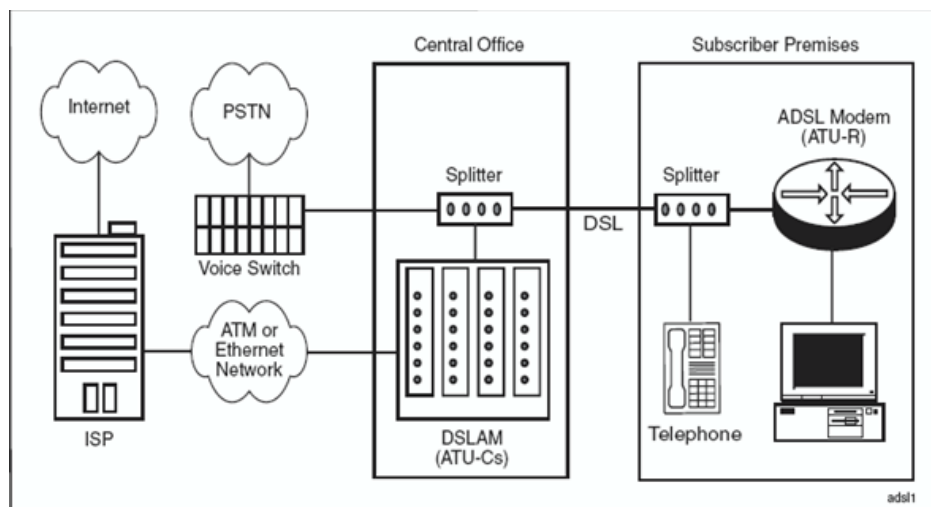 Central Office
Subscriber Premises
Internet
PSTN
ADSL Modem
(ATU-R)
Splitter
Splitter
DSL
Voice Switch
ATM or
Ethernet
Network
ISP
DSLAM
(ATU-Cs)
Telephone
adsl1